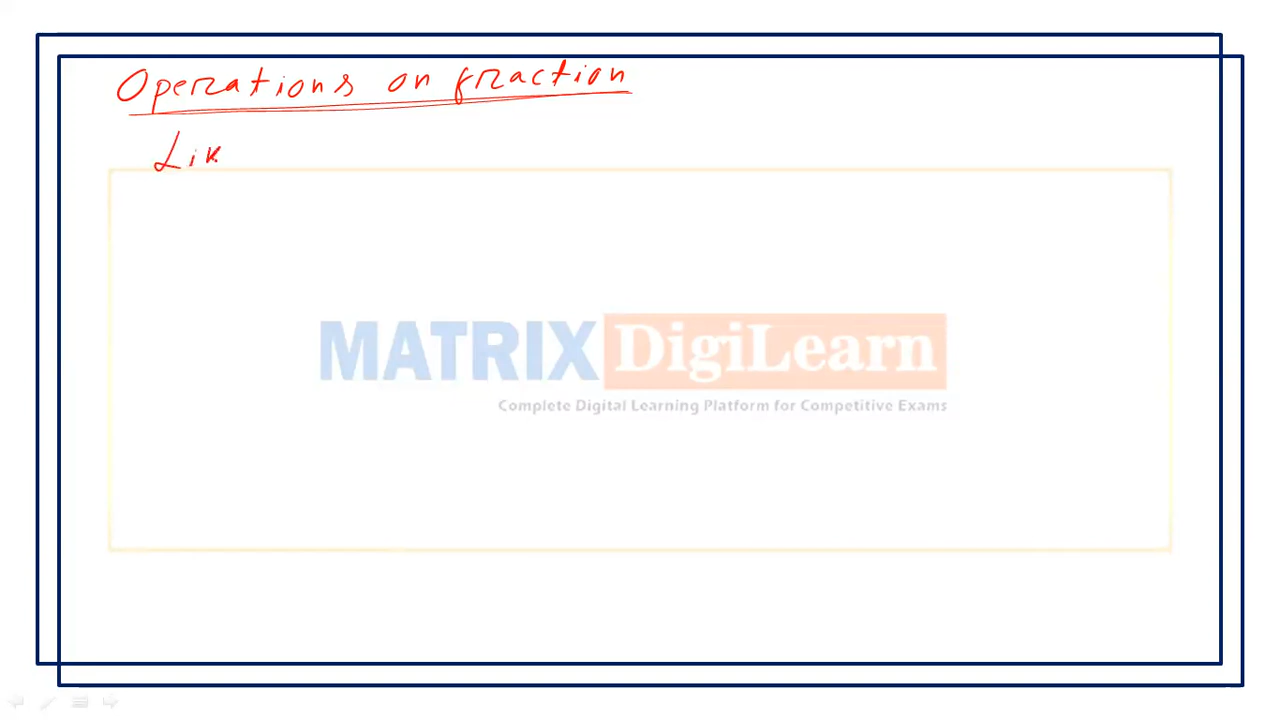 Operations on fraction
Lik
MATRIX DigiLearn
Complete Digital Learning Platform for Competitive Exams